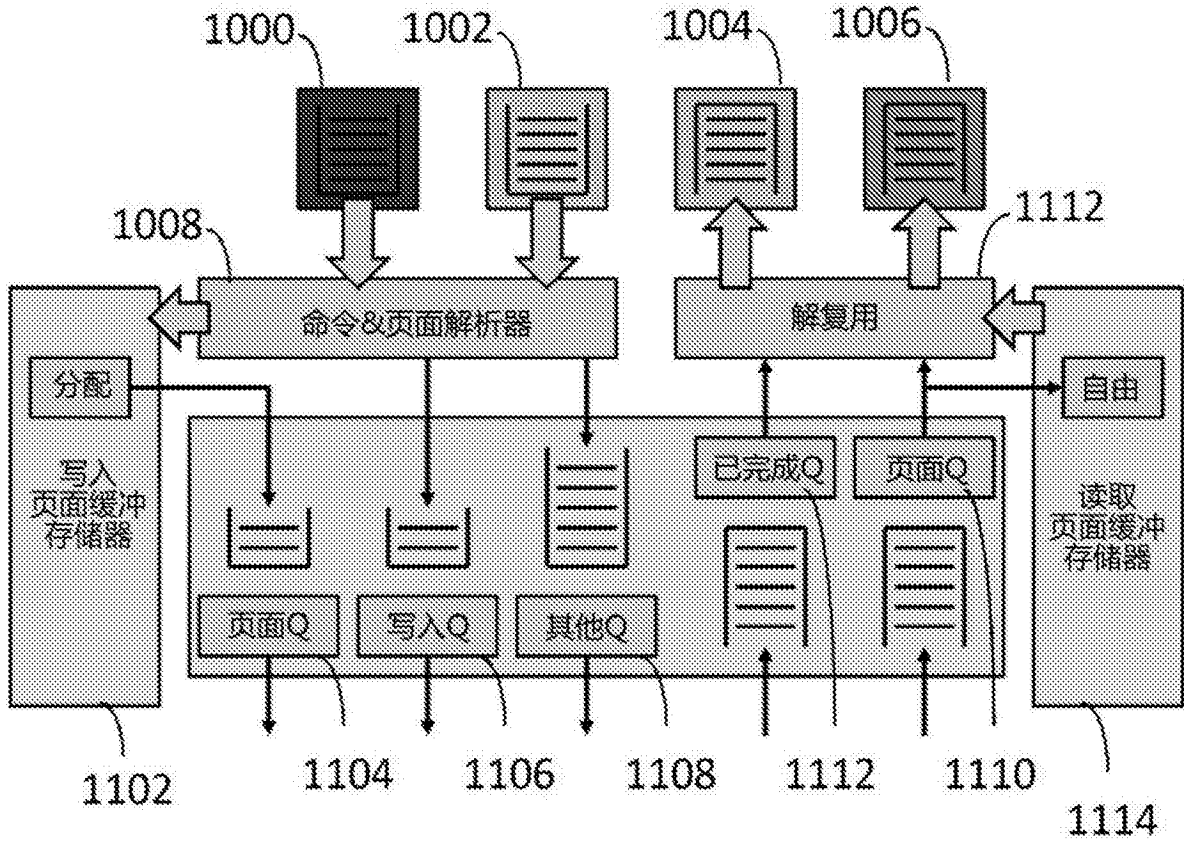 1000
1002
1004
1006
1008
1112
命令&页面解析器
解复用
分配
自由
写入
页面缓冲
存储器
已完成Q
页面Q
读取
页面缓冲
存储器
页面Q
写入Q
其他Q
1102
1104
1106
1108
1112
1110
1114